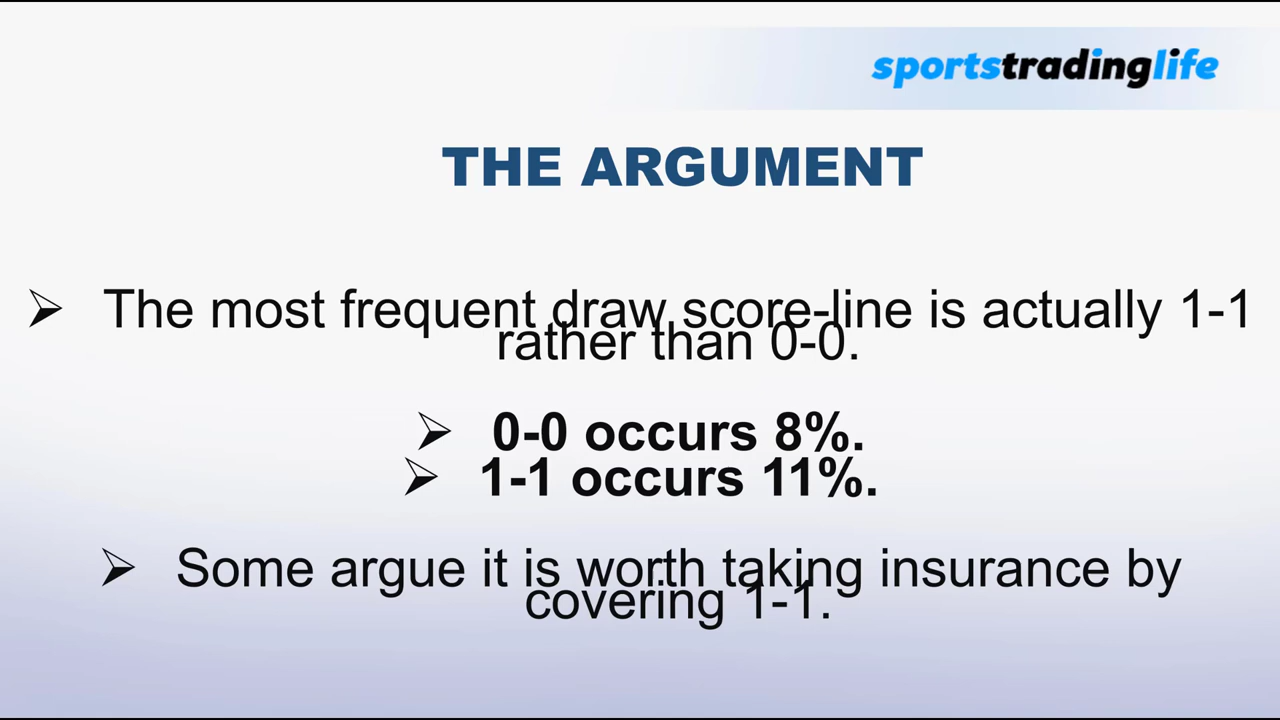 sportstradinglife
THE ARGUMENT
➢ The most frequent draw score-line is actually 1-1
rather than 0-0.
➢ 0-0 occurs 8%.
➢ 1-1 occurs 11%.
➢ Some argue it is worth taking insurance by
covering 1-1.